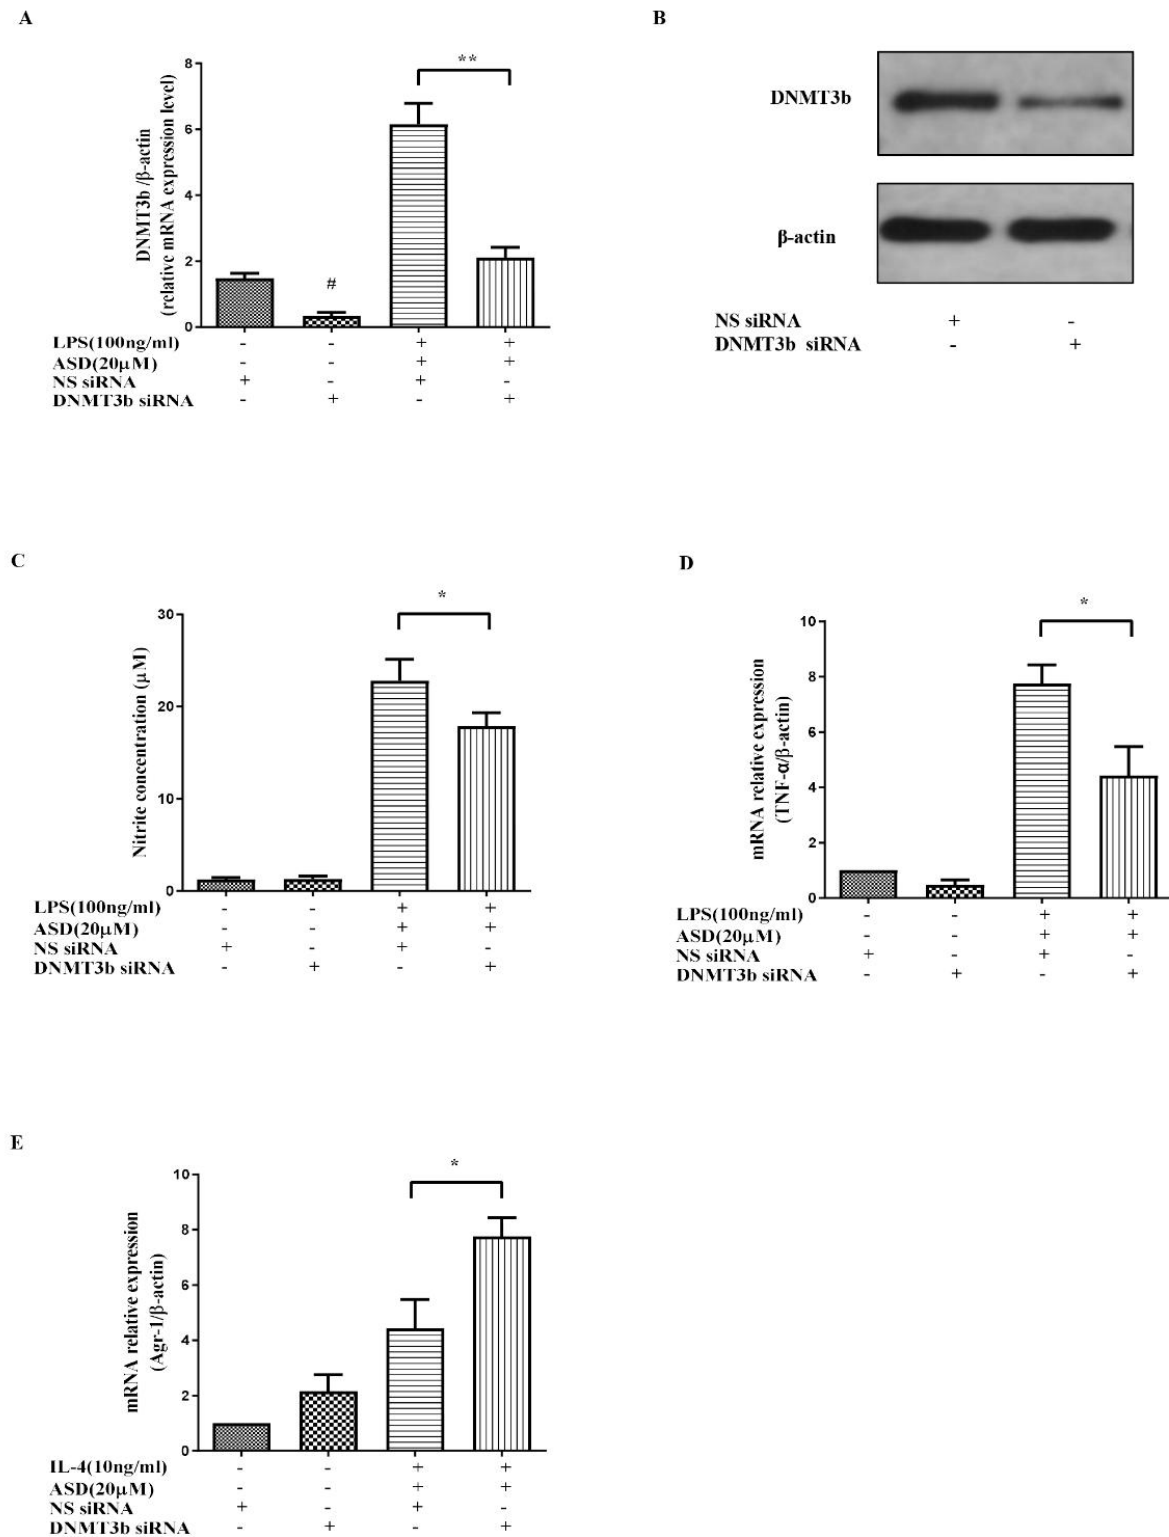 A
DNMT3b /β-actin
(relative mRNA expression level)
8
6
4
2
0
**
#
LPS(100ng/ml) - - + +
ASD(20μM) - - + +
NS siRNA + - + -
DNMT3b siRNA - + - +
B
DNMT3b
β-actin
NS siRNA + -
DNMT3b siRNA - +
C
Nitrite concentration (μM)
30
20
10
0
*
LPS(100ng/ml) - - + +
ASD(20μM) - - + +
NS siRNA + - + -
DNMT3b siRNA - + - +
D
mRNA relative expression
(TNF-α/β-actin)
10
8
6
4
2
0
*
LPS(100ng/ml) - - + +
ASD(20μM) - - + +
NS siRNA + - + -
DNMT3b siRNA - + - +
E
mRNA relative expression
(Agr-1/β-actin)
10
8
6
4
2
0
*
IL-4(10ng/ml) - - + +
ASD(20μM) - - + +
NS siRNA + - + -
DNMT3b siRNA - + - +